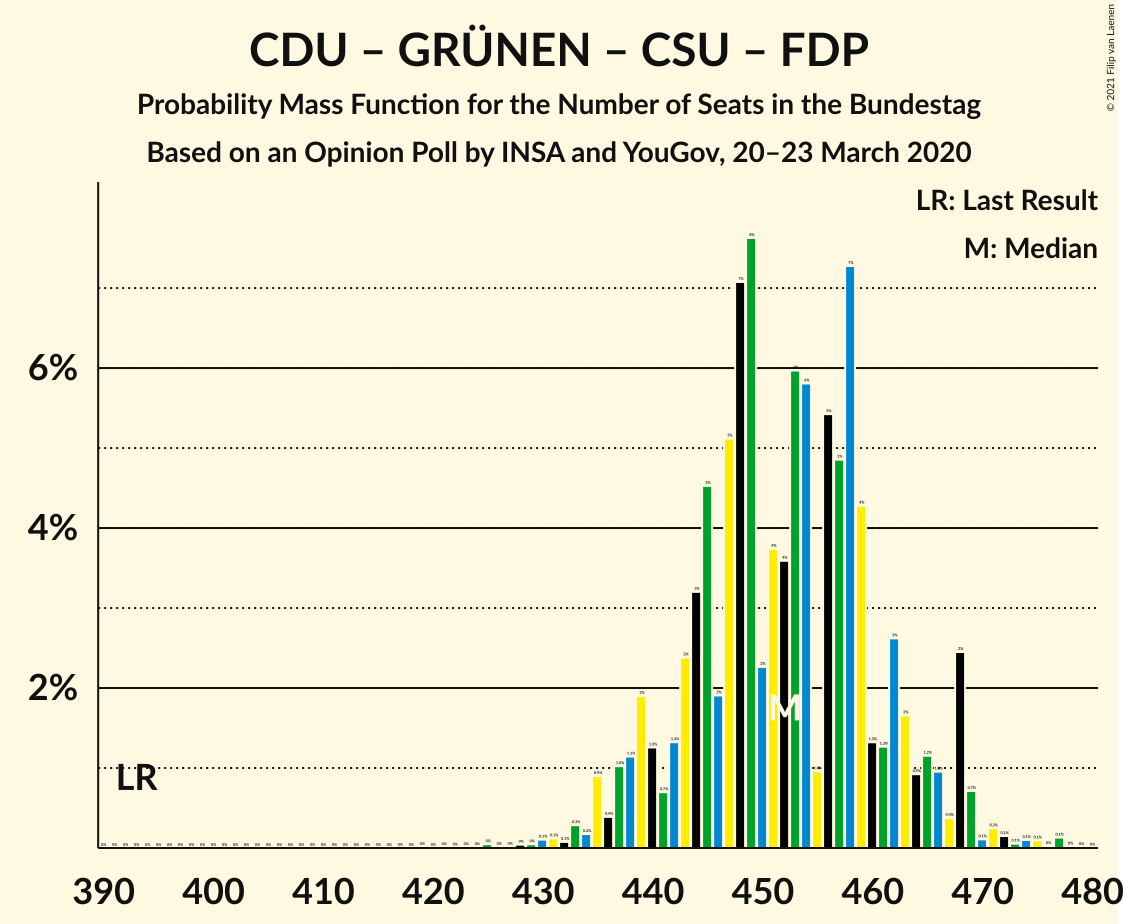 CDU – GRÜNEN – CSU – FDP
Probability Mass Function for the Number of Seats in the Bundestag
Based on an Opinion Poll by INSA and YouGov, 20–23 March 2020
© 2021 Filip van Laenen
LR: Last Result
M: Median
6%
4%
2%
LR
M
390 400 410 420 430 440 450 460 470 480